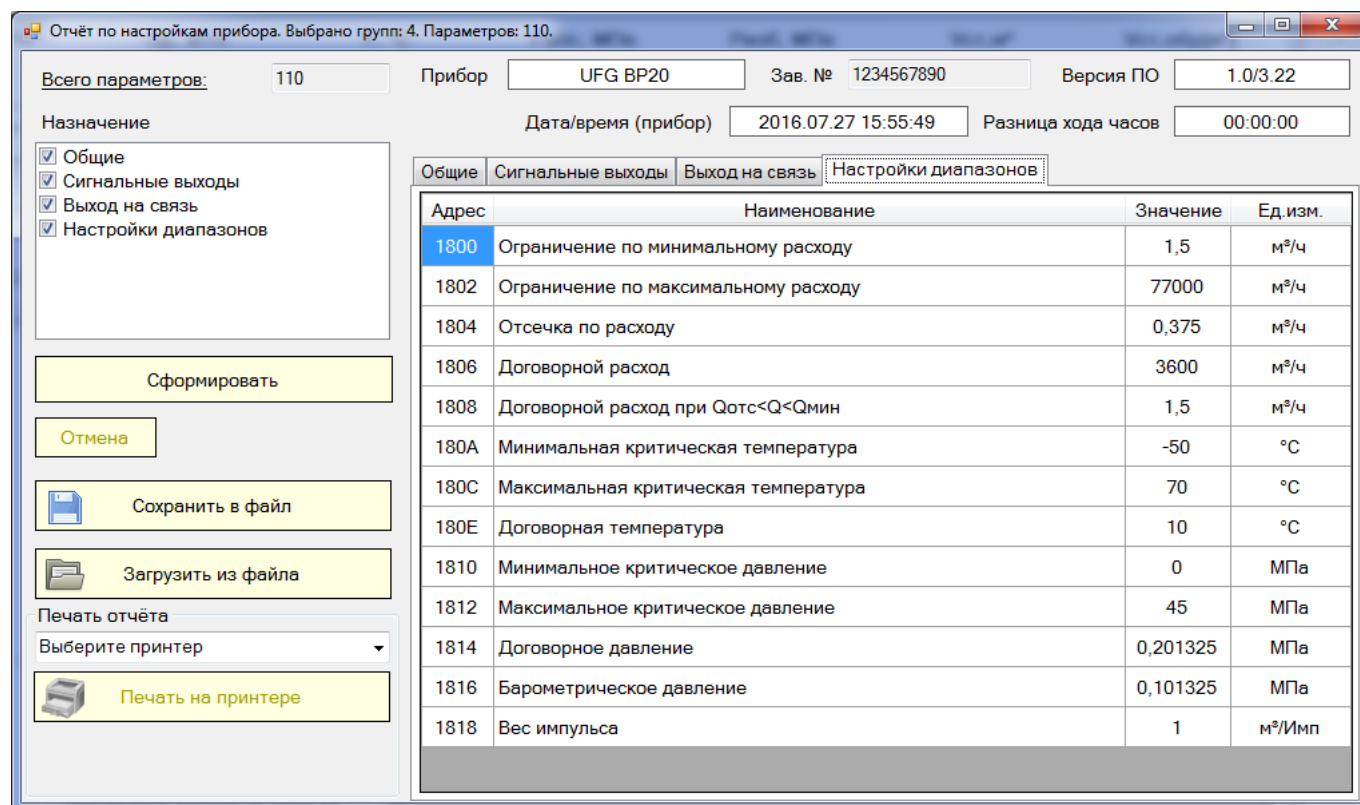 Отчёт по настройкам прибора. Выбрано групп: 4. Параметров: 110.
Всего параметров: 110
Прибор UFG BP20 Зав. № 1234567890 Версия ПО 1.0/3.22
Дата/время (прибор) 2016.07.27 15:55:49 Разница хода часов 00:00:00
Назначение
Общие
Сигнальные выходы
Выход на связь
Настройки диапазонов
Сформировать
Отмена
Сохранить в файл
Загрузить из файла
Печать отчёта
Выберите принтер
Печать на принтере
Общие Сигнальные выходы Выход на связь Настройки диапазонов
Адрес Наименование Значение Ед.изм.
1800 Ограничение по минимальному расходу 1,5 м³/ч
1802 Ограничение по максимальному расходу 77000 м³/ч
1804 Отсечка по расходу 0,375 м³/ч
1806 Договорной расход 3600 м³/ч
1808 Договорной расход при Qотс<Q<Qмин 1,5 м³/ч
180A Минимальная критическая температура -50 °C
180C Максимальная критическая температура 70 °C
180E Договорная температура 10 °C
1810 Минимальное критическое давление 0 МПа
1812 Максимальное критическое давление 45 МПа
1814 Договорное давление 0,201325 МПа
1816 Барометрическое давление 0,101325 МПа
1818 Вес импульса 1 м³/Имп